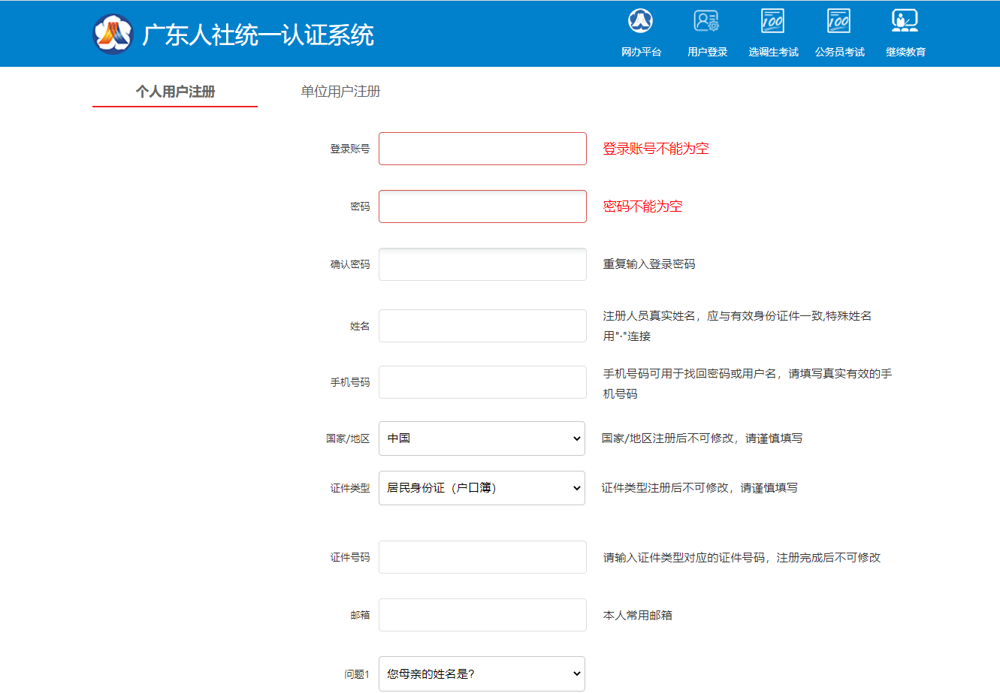 广东人社统一认证系统
网办平台
用户登录
100
选调生考试
100
公务员考试
继续教育
个人用户注册
单位用户注册
登录账号
登录账号不能为空
密码
密码不能为空
确认密码
重复输入登录密码
姓名
注册人员真实姓名，应与有效身份证件一致,特殊姓名
用"·"连接
手机号码
手机号码可用于找回密码或用户名，请填写真实有效的手
机号码
国家/地区
中国
国家/地区注册后不可修改，请谨慎填写
证件类型
居民身份证（户口簿）
证件类型注册后不可修改，请谨慎填写
证件号码
请输入证件类型对应的证件号码，注册完成后不可修改
邮箱
本人常用邮箱
问题1
您母亲的姓名是?